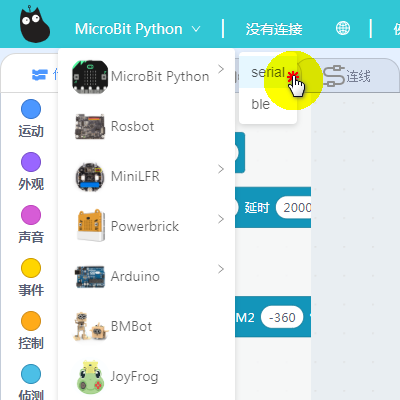 MicroBit Python
没有连接
MicroBit Python
serial
ble
连线
Rosbot
MiniLFR
Powerbrick
Arduino
BMBot
JoyFrog
运动
外观
声音
事件
控制
侦测
延时 2000
M2 -360